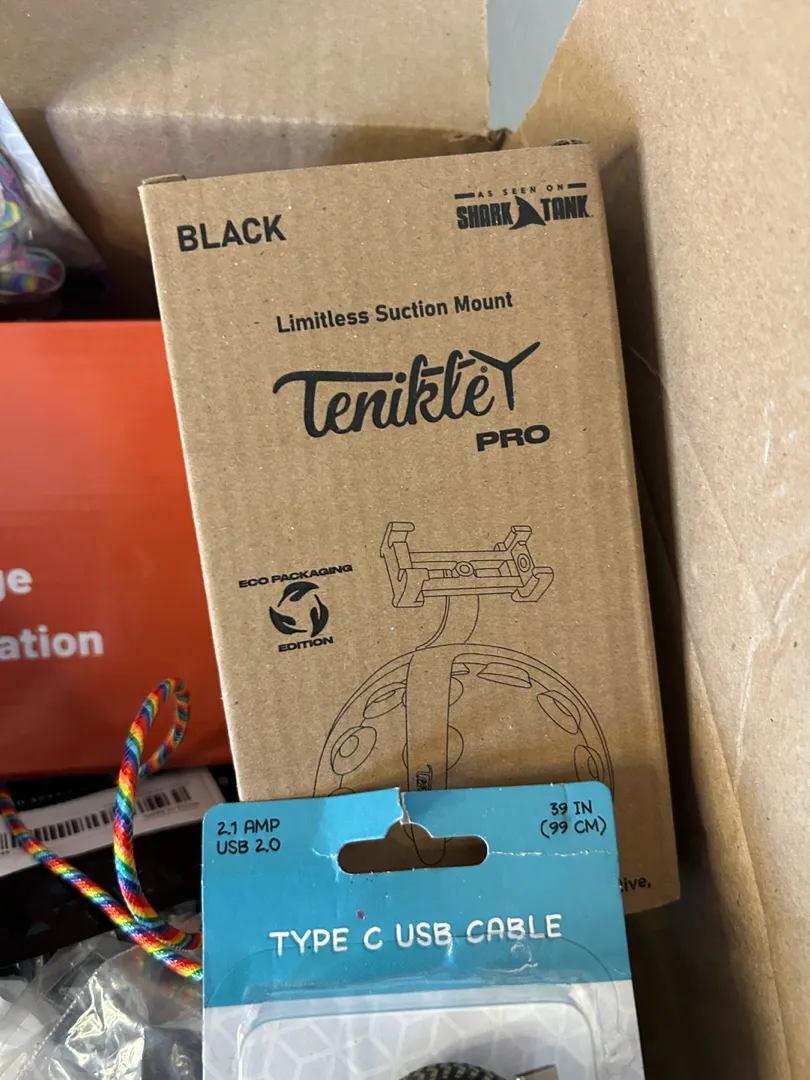 BLACK
AS SEEN ON
SHARK TANK
Limitless Suction Mount
Tenikle
PRO
ECO PACKAGING
EDITION
2.1 AMP
USB 2.0
39 IN
(99 CM)
TYPE C USB CABLE
ge
ation
ive.